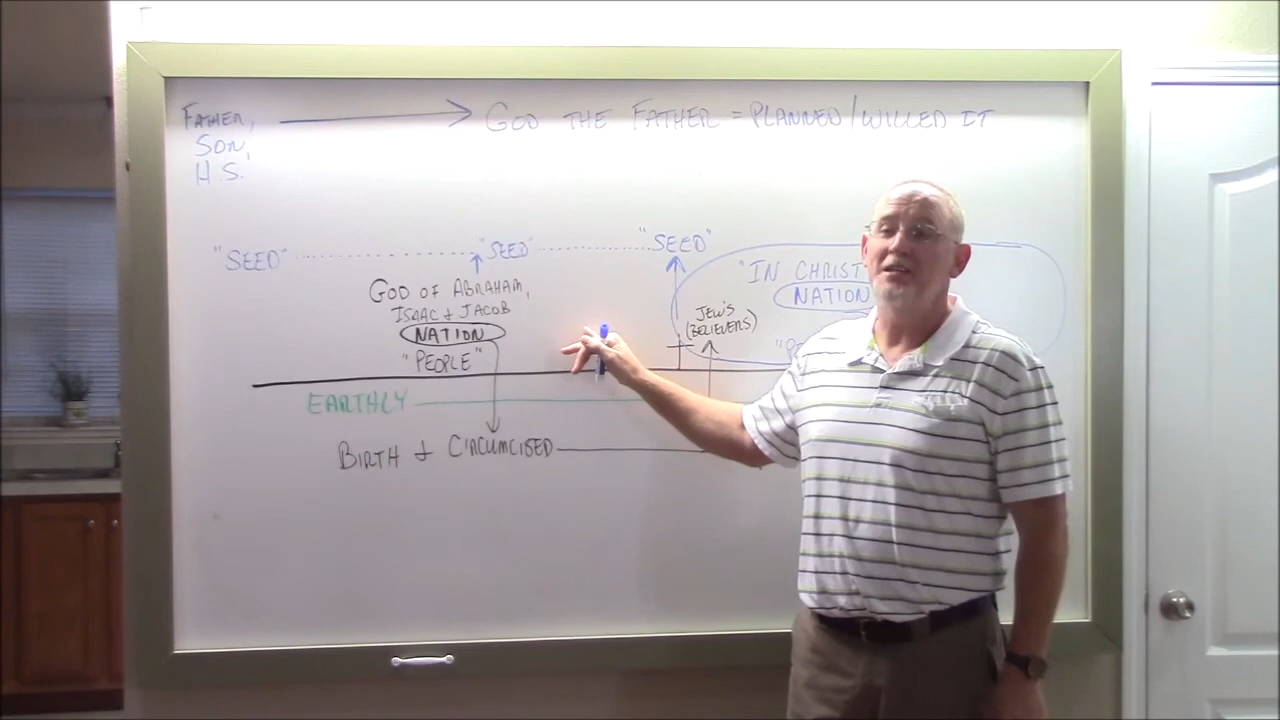 FATHER, → GOD THE FATHER = PLANNED/WILLED IT
SON,
H.S.
"SEED" "SEED" "SEED"
GOD OF ABRAHAM,
ISAAC + JACOB
NATION
"PEOPLE"
"IN CHRIST
NATION
JEWS
(BELIEVERS)
EARTHLY
BIRTH + CIRCUMCISED